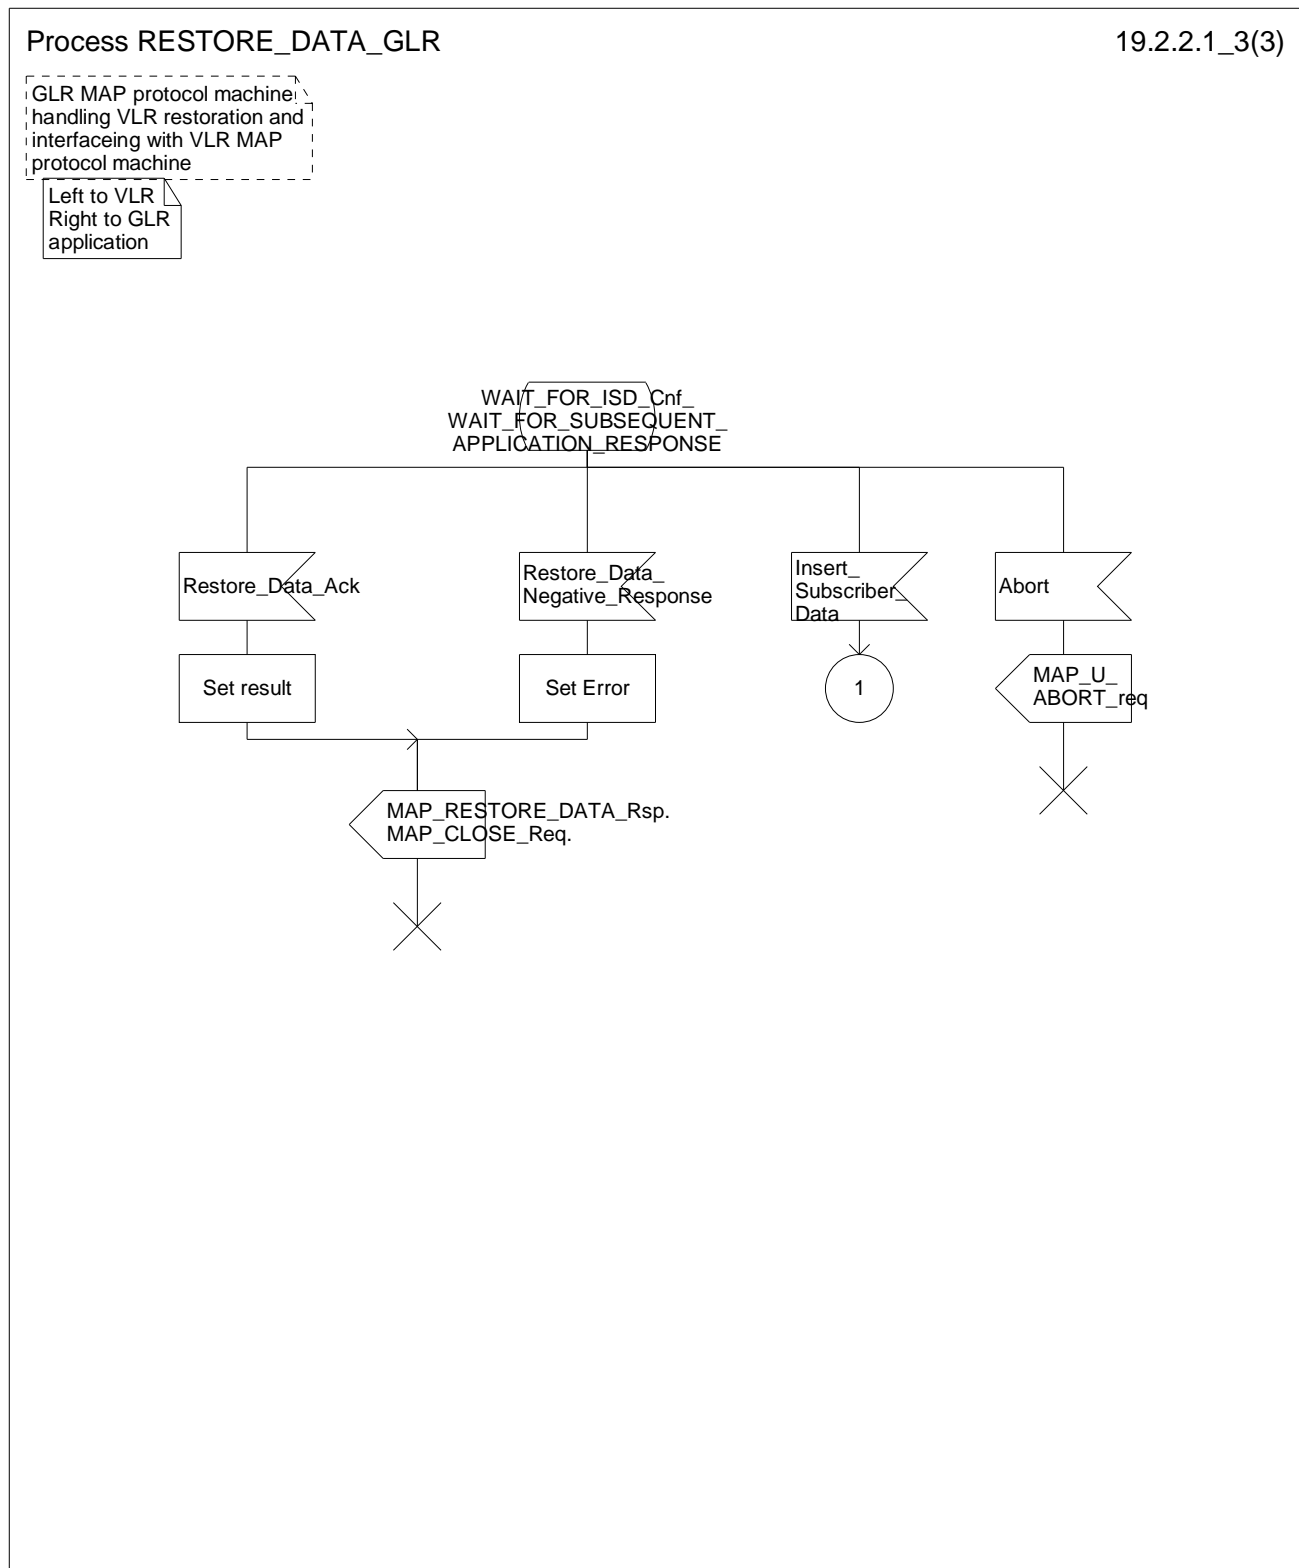 Process RESTORE_DATA_GLR
19.2.2.1_3(3)
GLR MAP protocol machine
handling VLR restoration and
interfaceing with VLR MAP
protocol machine
Left to VLR
Right to GLR
application
WAIT_FOR_ISD_Cnf_
WAIT_FOR_SUBSEQUENT_
APPLICATION_RESPONSE
Restore_Data_Ack
Restore_Data_
Negative_Response
Insert_
Subscriber_
Data
Abort
Set result
Set Error
1
MAP_U_
ABORT_req
MAP_RESTORE_DATA_Rsp.
MAP_CLOSE_Req.